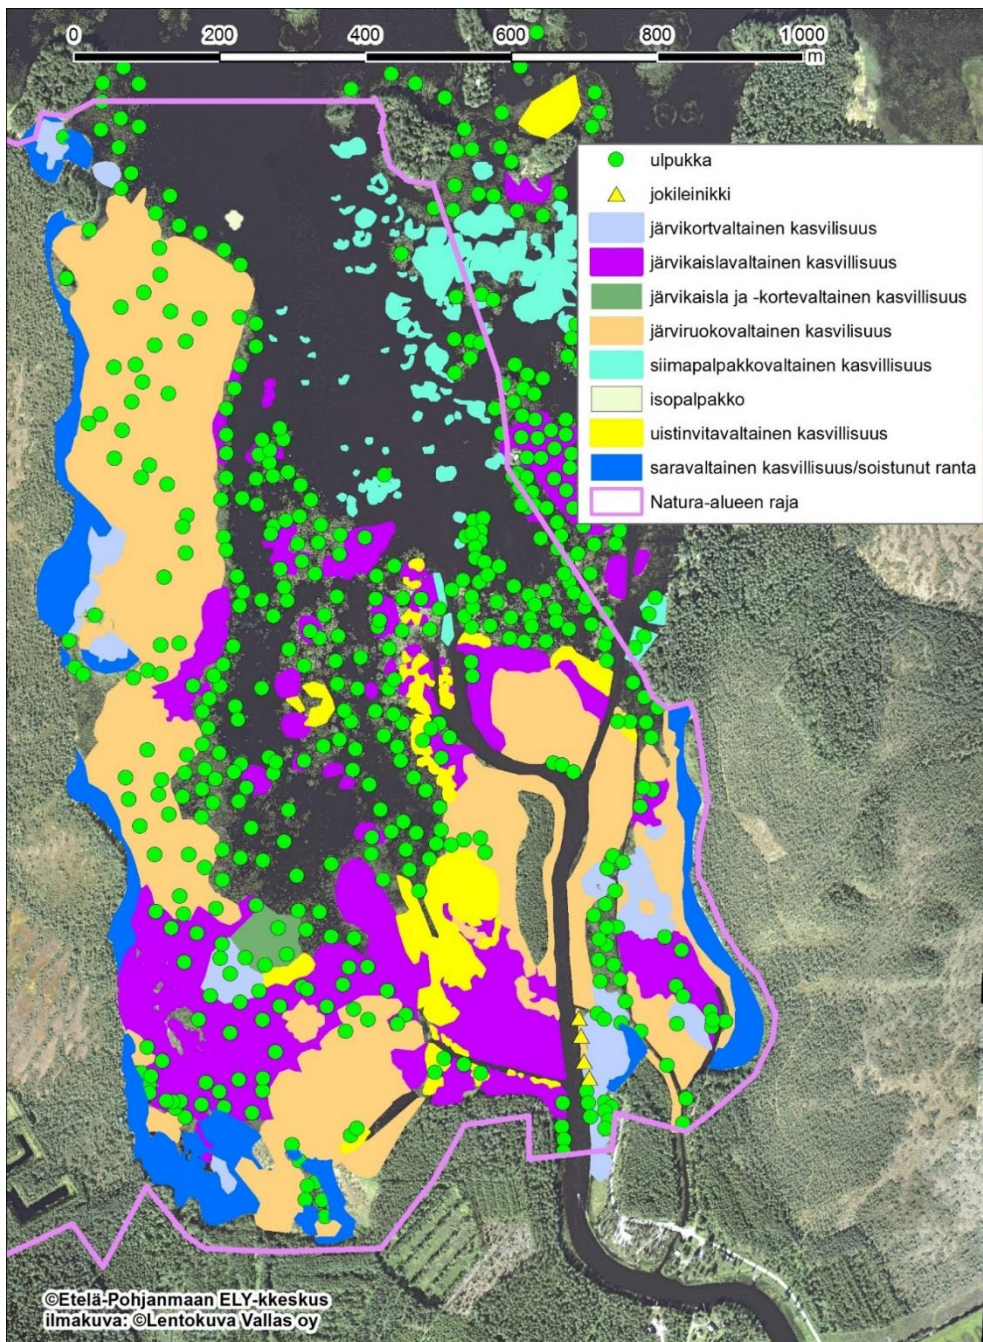 0 200 400 600 800 1 000
m
ulpukka
jokileinikki
järvikortvaltainen kasvilisuus
järvikaislavaltainen kasvillisuus
järvikaisla ja -kortevaltainen kasvillisuus
järviruokovaltainen kasvilisuus
siimapalpakkovaltainen kasvillisuus
isopalpakko
uistinvitavaltainen kasvillisuus
saravaltainen kasvillisuus/soistunut ranta
Natura-alueen raja
©Etelä-Pohjanmaan ELY-kkeskus
ilmakuva: ©Lentokuva Vallas oy